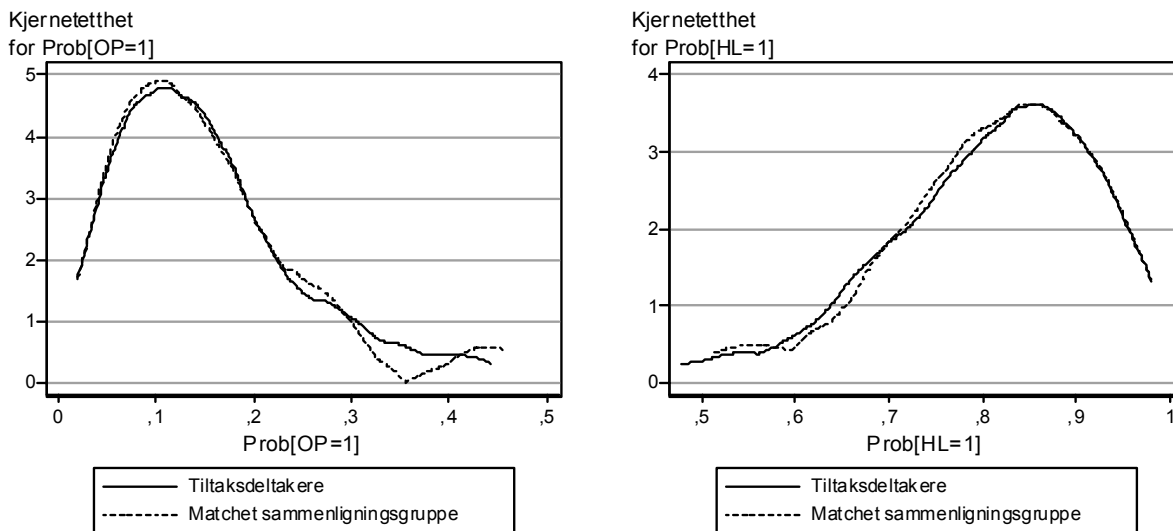 Kjernetetthet
for Prob[OP=1]
5
4
3
2
1
0
0 ,1 ,2 ,3 ,4 ,5
Prob[OP=1]
Tiltaksdeltakere
Matchet sammenligningsgruppe
Kjernetetthet
for Prob[HL=1]
4
3
2
1
0
,5 ,6 ,7 ,8 ,9 1
Prob[HL=1]
Tiltaksdeltakere
Matchet sammenligningsgruppe